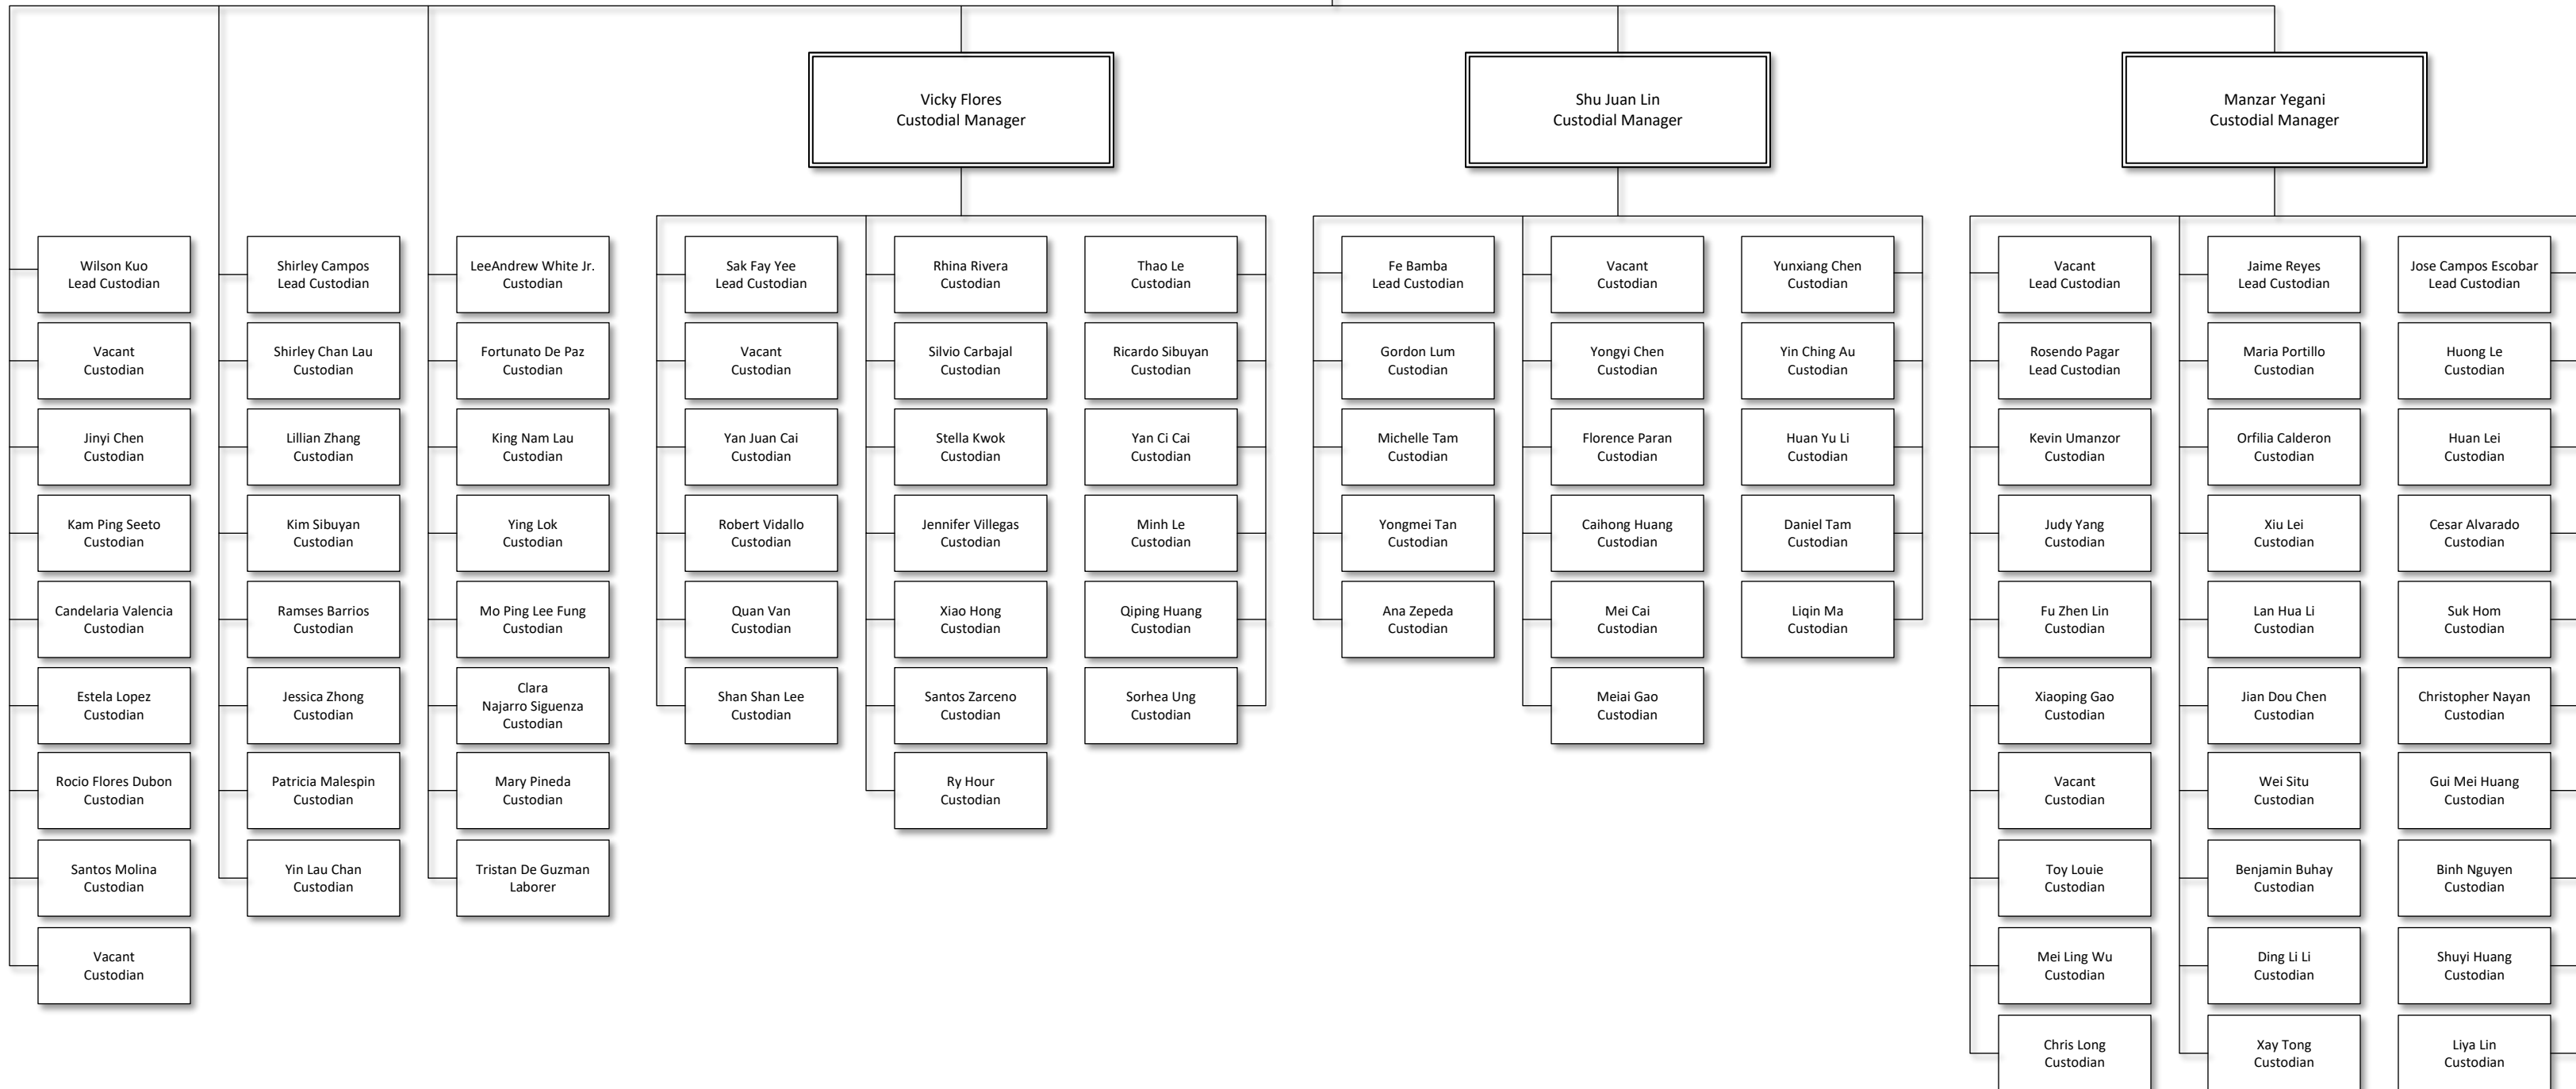 Vicky Flores
Custodial Manager
Shu Juan Lin
Custodial Manager
Manzar Yegani
Custodial Manager
Wilson Kuo
Lead Custodian
Vacant
Custodian
Jinyi Chen
Custodian
Kam Ping Seeto
Custodian
Candelaria Valencia
Custodian
Estela Lopez
Custodian
Rocio Flores Dubon
Custodian
Santos Molina
Custodian
Vacant
Custodian
Shirley Campos
Lead Custodian
Shirley Chan Lau
Custodian
Lillian Zhang
Custodian
Kim Sibuyan
Custodian
Ramses Barrios
Custodian
Jessica Zhong
Custodian
Patricia Malespin
Custodian
Yin Lau Chan
Custodian
LeeAndrew White Jr.
Custodian
Fortunato De Paz
Custodian
King Nam Lau
Custodian
Ying Lok
Custodian
Mo Ping Lee Fung
Custodian
Clara
Najarro Siguenza
Custodian
Mary Pineda
Custodian
Tristan De Guzman
Laborer
Sak Fay Yee
Lead Custodian
Vacant
Custodian
Yan Juan Cai
Custodian
Robert Vidallo
Custodian
Quan Van
Custodian
Shan Shan Lee
Custodian
Rhina Rivera
Custodian
Silvio Carbajal
Custodian
Stella Kwok
Custodian
Jennifer Villegas
Custodian
Xiao Hong
Custodian
Santos Zarceno
Custodian
Ry Hour
Custodian
Thao Le
Custodian
Ricardo Sibuyan
Custodian
Yan Ci Cai
Custodian
Minh Le
Custodian
Qiping Huang
Custodian
Sorhea Ung
Custodian
Fe Bamba
Lead Custodian
Gordon Lum
Custodian
Michelle Tam
Custodian
Yongmei Tan
Custodian
Ana Zepeda
Custodian
Vacant
Custodian
Yongyi Chen
Custodian
Florence Paran
Custodian
Caihong Huang
Custodian
Mei Cai
Custodian
Meiai Gao
Custodian
Yunxiang Chen
Custodian
Yin Ching Au
Custodian
Huan Yu Li
Custodian
Daniel Tam
Custodian
Liqin Ma
Custodian
Vacant
Lead Custodian
Rosendo Pagar
Lead Custodian
Kevin Umanzor
Custodian
Judy Yang
Custodian
Fu Zhen Lin
Custodian
Xiaoping Gao
Custodian
Vacant
Custodian
Toy Louie
Custodian
Mei Ling Wu
Custodian
Chris Long
Custodian
Jaime Reyes
Lead Custodian
Maria Portillo
Custodian
Orfilia Calderon
Custodian
Xiu Lei
Custodian
Lan Hua Li
Custodian
Jian Dou Chen
Custodian
Wei Situ
Custodian
Benjamin Buhay
Custodian
Ding Li Li
Custodian
Xay Tong
Custodian
Jose Campos Escobar
Lead Custodian
Huong Le
Custodian
Huan Lei
Custodian
Cesar Alvarado
Custodian
Suk Hom
Custodian
Christopher Nayan
Custodian
Gui Mei Huang
Custodian
Binh Nguyen
Custodian
Shuyi Huang
Custodian
Liya Lin
Custodian